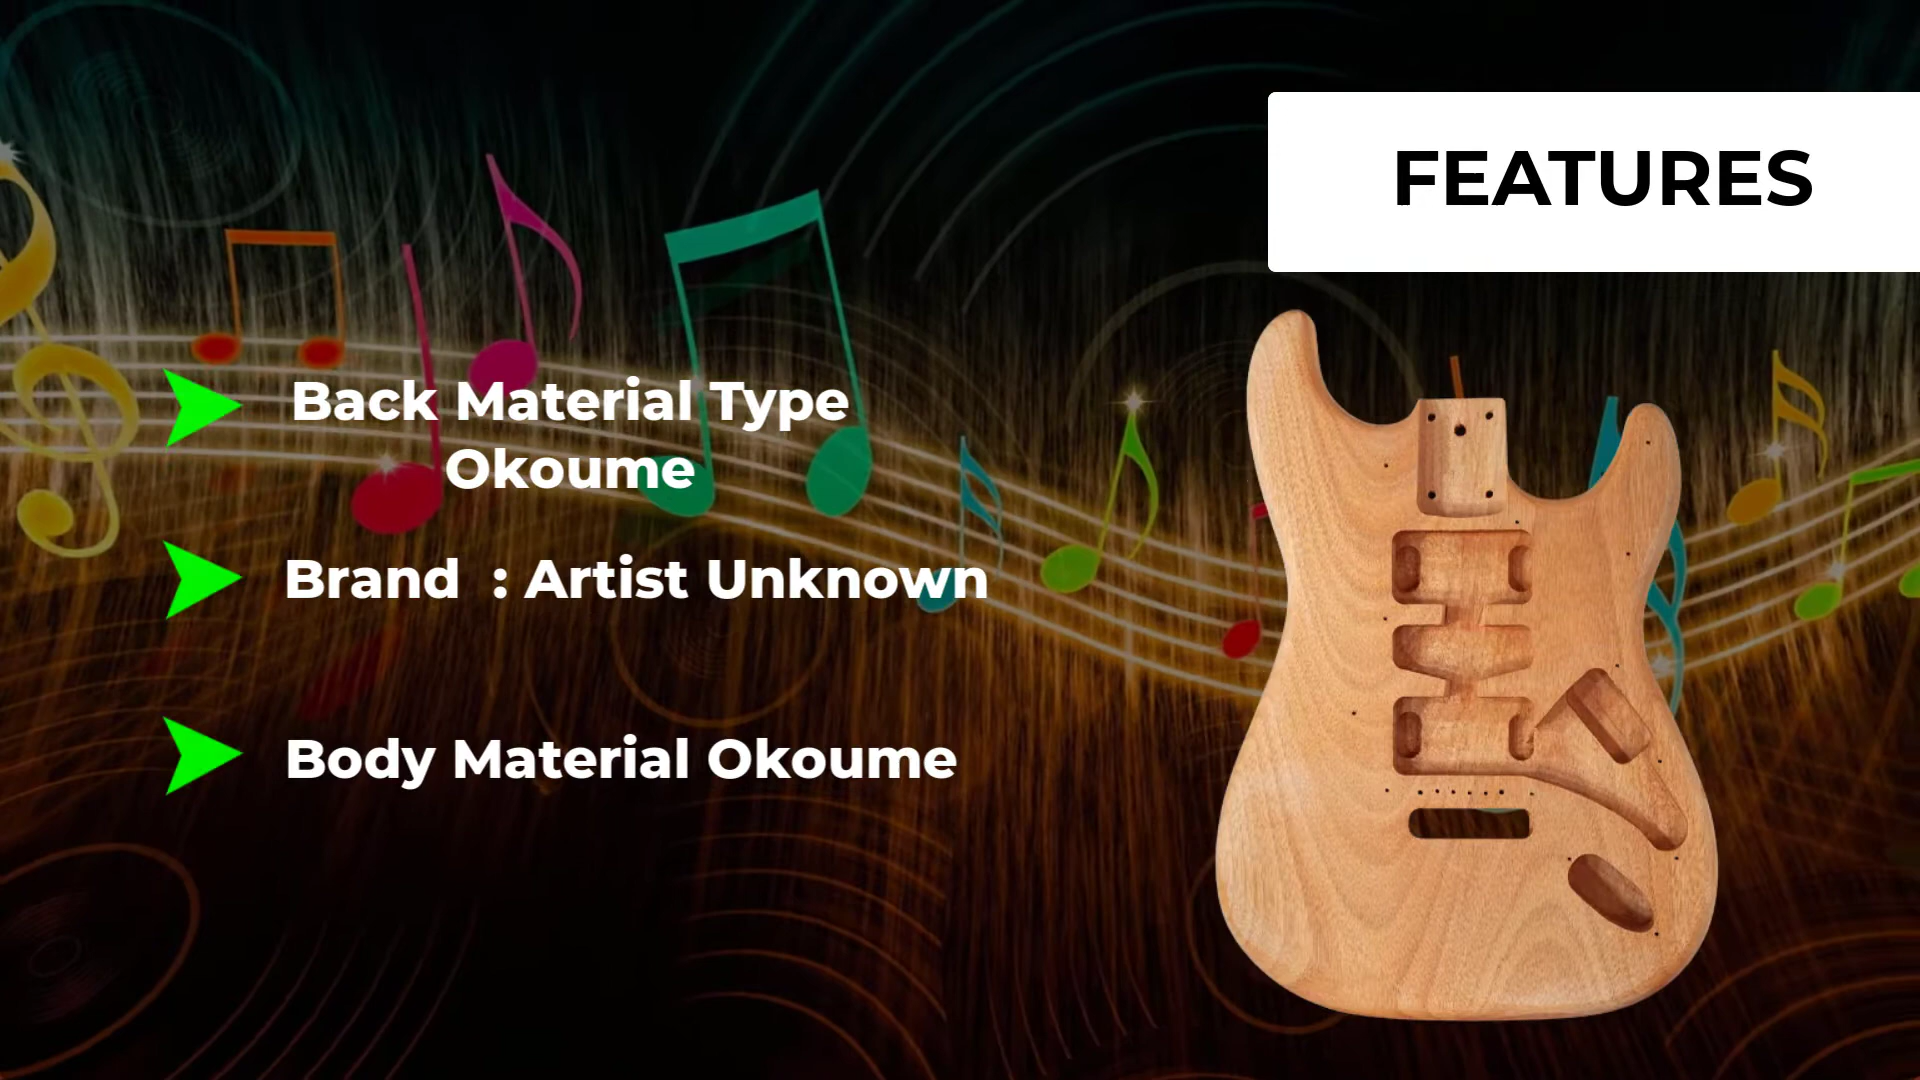 FEATURES
Back Material Type
Okoume
Brand  : Artist Unknown
Body Material Okoume